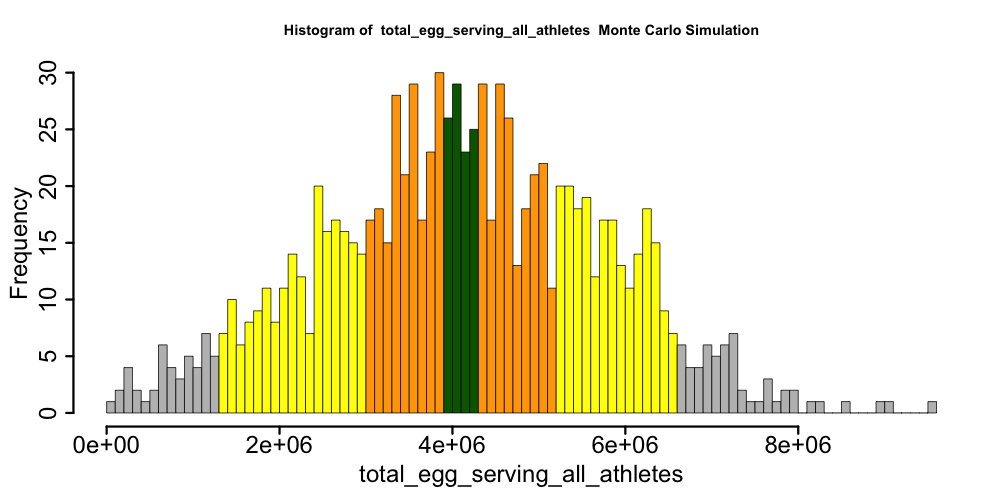 Histogram of  total_egg_serving_all_athletes  Monte Carlo Simulation
30
25
20
15
10
5
0
Frequency
0e+00 2e+06 4e+06 6e+06 8e+06
total_egg_serving_all_athletes